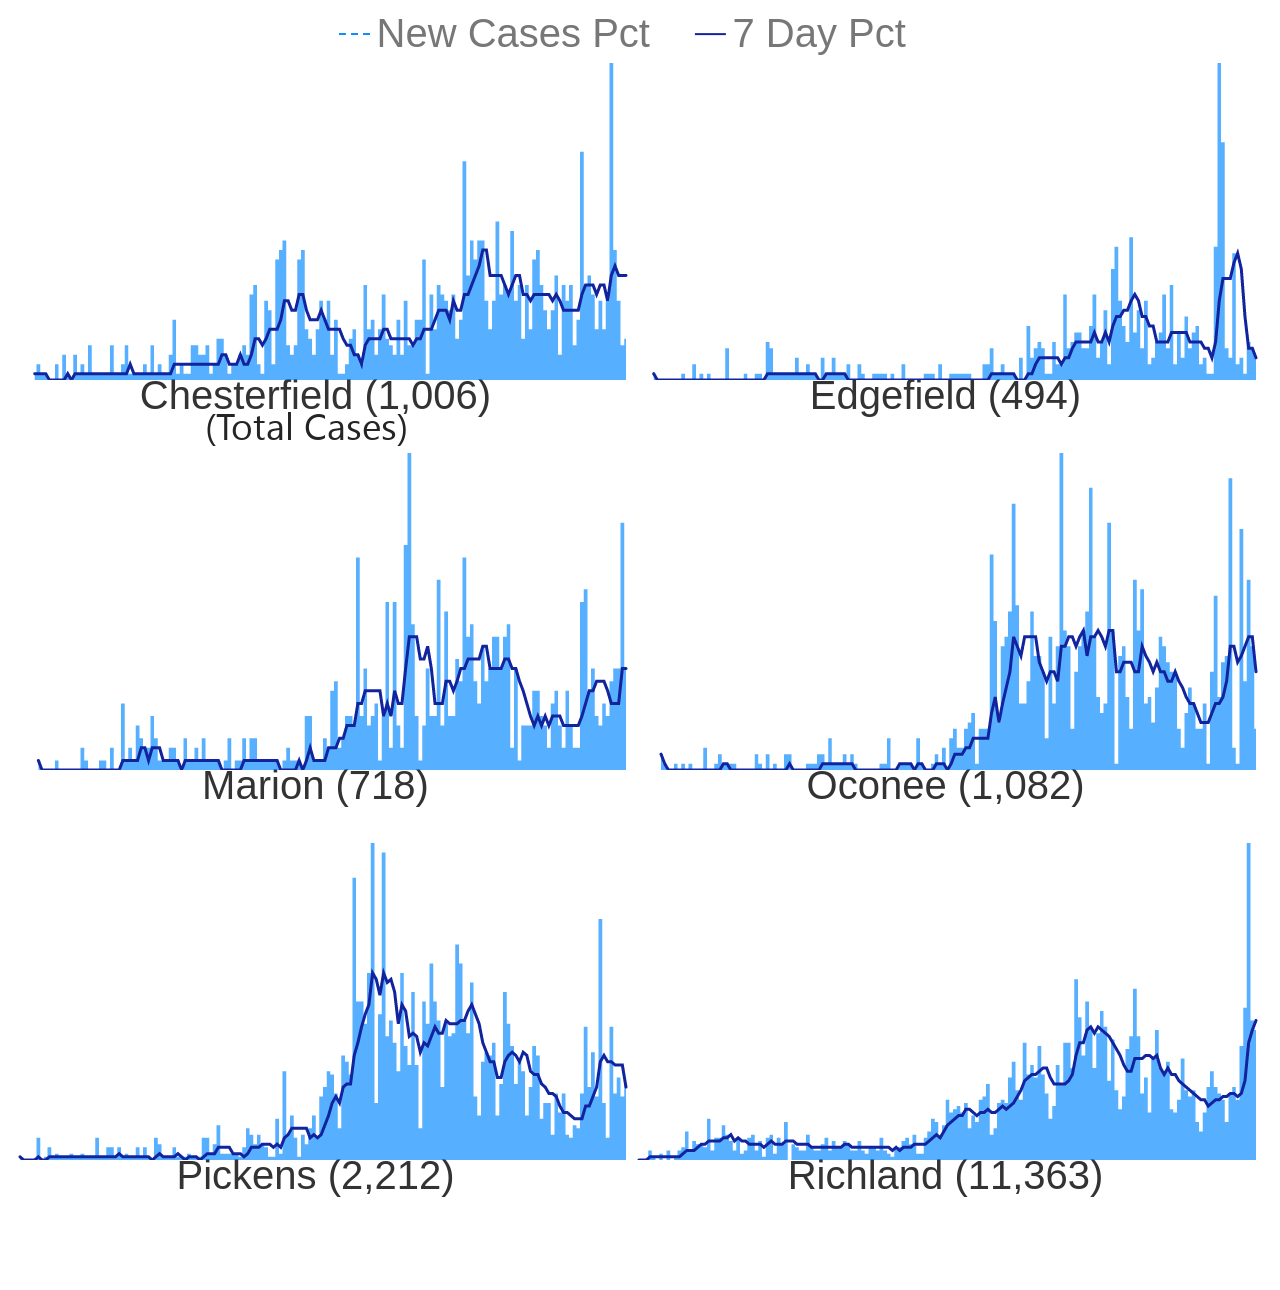 New Cases Pct 7 Day Pct
Chesterfield (1,006) Edgefield (494)
(Total Cases)
Marion (718) Oconee (1,082)
Pickens (2,212) Richland (11,363)